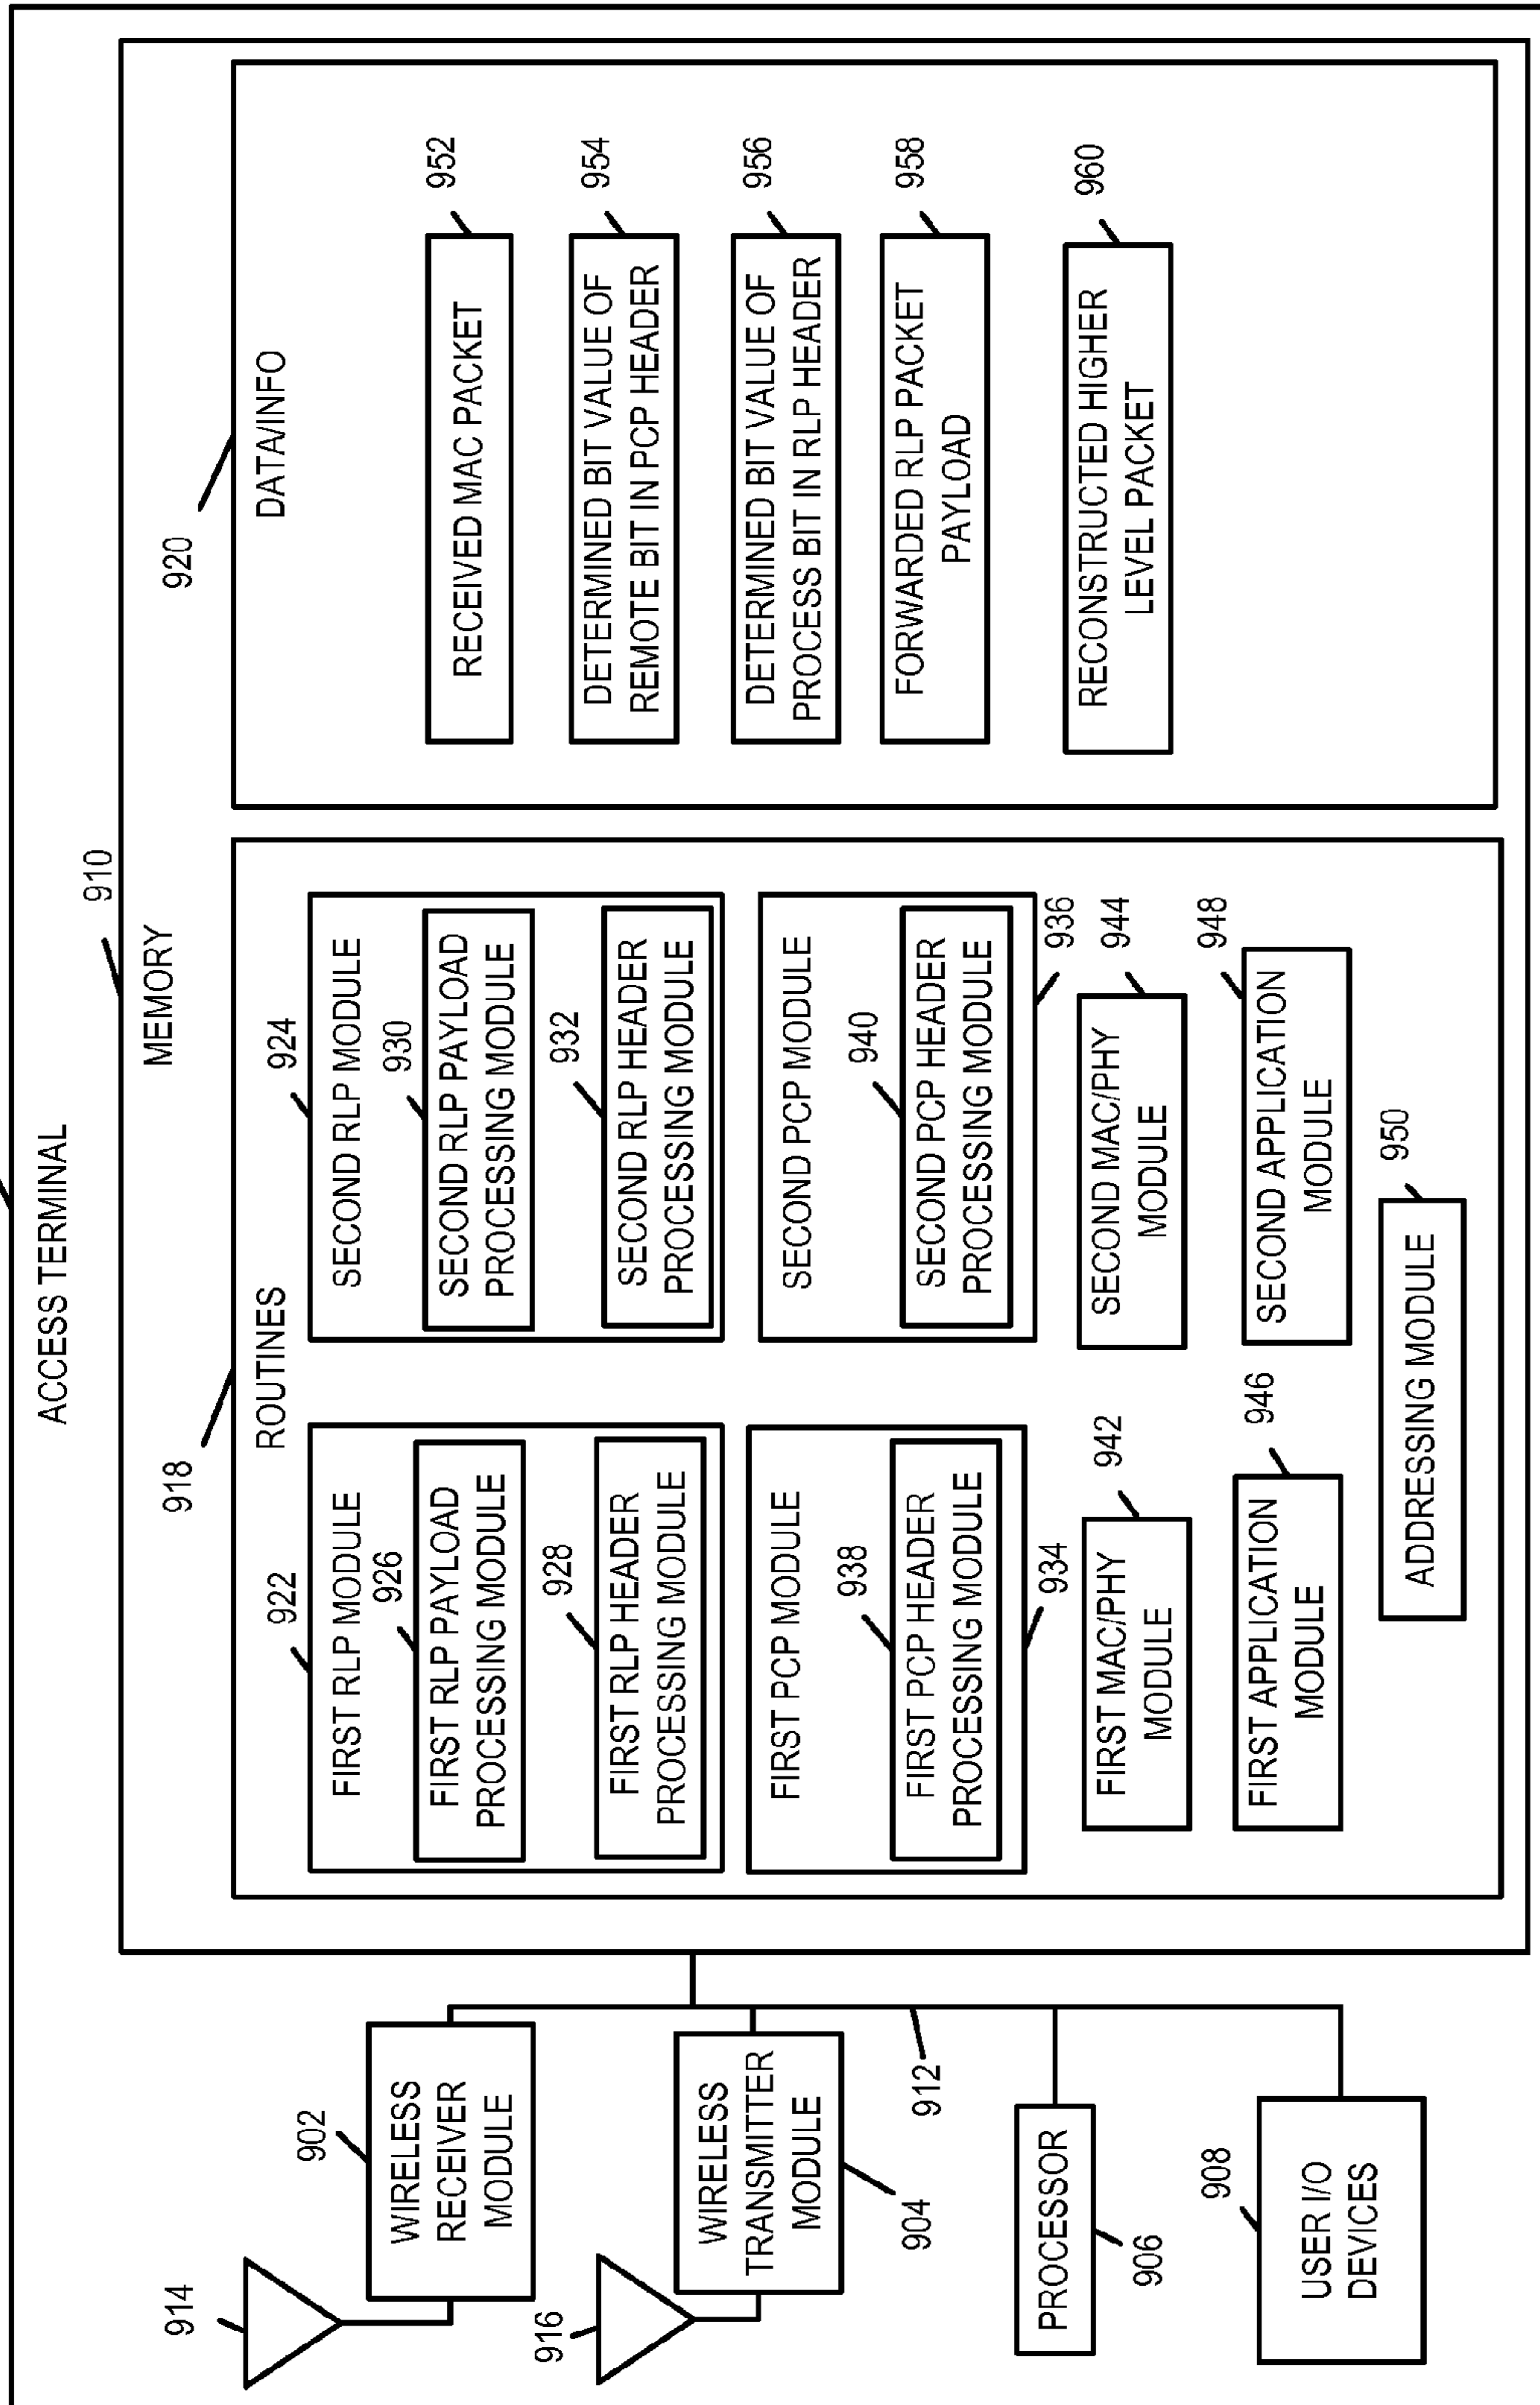 ACCESS TERMINAL
914
902
WIRELESS
RECEIVER
MODULE
916
WIRELESS
TRANSMITTER
MODULE
904
912
PROCESSOR
906
908
USER I/O
DEVICES
910
MEMORY
918
ROUTINES
922
FIRST RLP MODULE
926
FIRST RLP PAYLOAD
PROCESSING MODULE
928
FIRST RLP HEADER
PROCESSING MODULE
924
SECOND RLP MODULE
930
SECOND RLP PAYLOAD
PROCESSING MODULE
932
SECOND RLP HEADER
PROCESSING MODULE
FIRST PCP MODULE
938
FIRST PCP HEADER
PROCESSING MODULE
934
SECOND PCP MODULE
940
SECOND PCP HEADER
PROCESSING MODULE
936
942
FIRST MAC/PHY
MODULE
944
SECOND MAC/PHY
MODULE
946
FIRST APPLICATION
MODULE
948
SECOND APPLICATION
MODULE
950
ADDRESSING MODULE
920
DATA/INFO
952
RECEIVED MAC PACKET
954
DETERMINED BIT VALUE OF
REMOTE BIT IN PCP HEADER
956
DETERMINED BIT VALUE OF
PROCESS BIT IN RLP HEADER
958
FORWARDED RLP PACKET
PAYLOAD
960
RECONSTRUCTED HIGHER
LEVEL PACKET